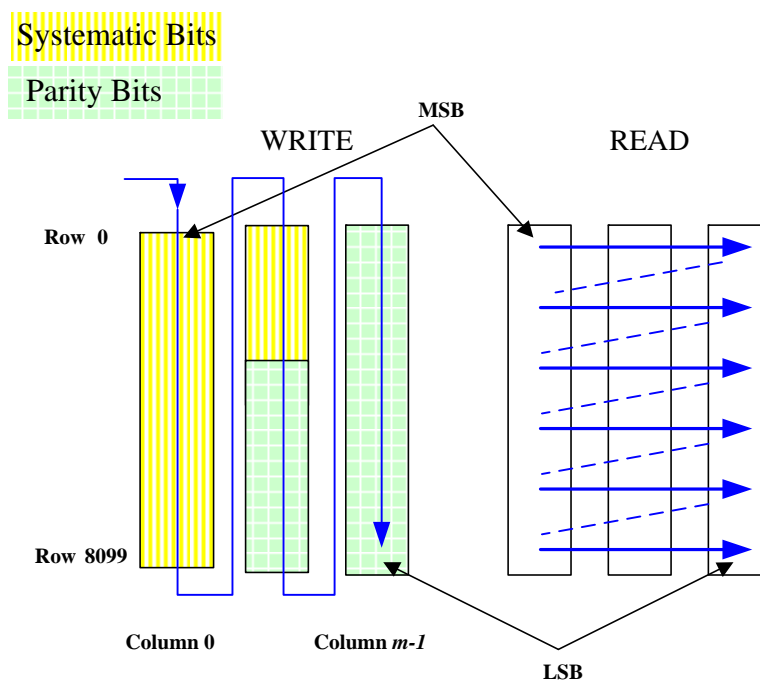 Systematic Bits
Parity Bits
MSB
WRITE
READ
Row 0
Row 8099
Column 0
Column m-1
LSB